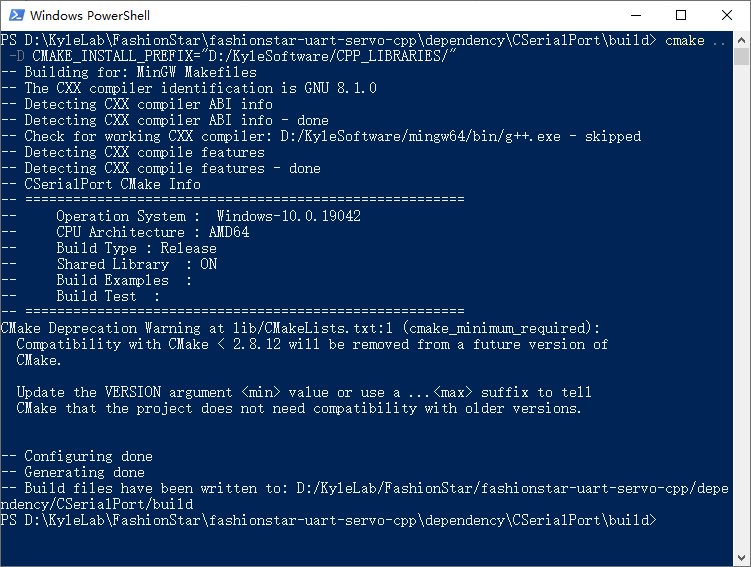 Windows PowerShell
PS D:\KyleLab\FashionStar\fashionstar-uart-servo-cpp\dependency\CSerialPort\build> cmake ..
-D CMAKE_INSTALL_PREFIX="D:/KyleSoftware/CPP_LIBRARIES/"
-- Building for: MinGW Makefiles
-- The CXX compiler identification is GNU 8.1.0
-- Detecting CXX compiler ABI info
-- Detecting CXX compiler ABI info - done
-- Check for working CXX compiler: D:/KyleSoftware/mingw64/bin/g++.exe - skipped
-- Detecting CXX compile features
-- Detecting CXX compile features - done
-- CSerialPort CMake Info
-- =======================================================
--     Operation System :  Windows-10.0.19042
--     CPU Architecture : AMD64
--     Build Type : Release
--     Shared Library  : ON
--     Build Examples  :
--     Build Test  :
-- =======================================================
CMake Deprecation Warning at lib/CMakeLists.txt:1 (cmake_minimum_required):
  Compatibility with CMake < 2.8.12 will be removed from a future version of
  CMake.

  Update the VERSION argument <min> value or use a ...<max> suffix to tell
  CMake that the project does not need compatibility with older versions.


-- Configuring done
-- Generating done
-- Build files have been written to: D:/KyleLab/FashionStar/fashionstar-uart-servo-cpp/depe
ndency/CSerialPort/build
PS D:\KyleLab\FashionStar\fashionstar-uart-servo-cpp\dependency\CSerialPort\build>